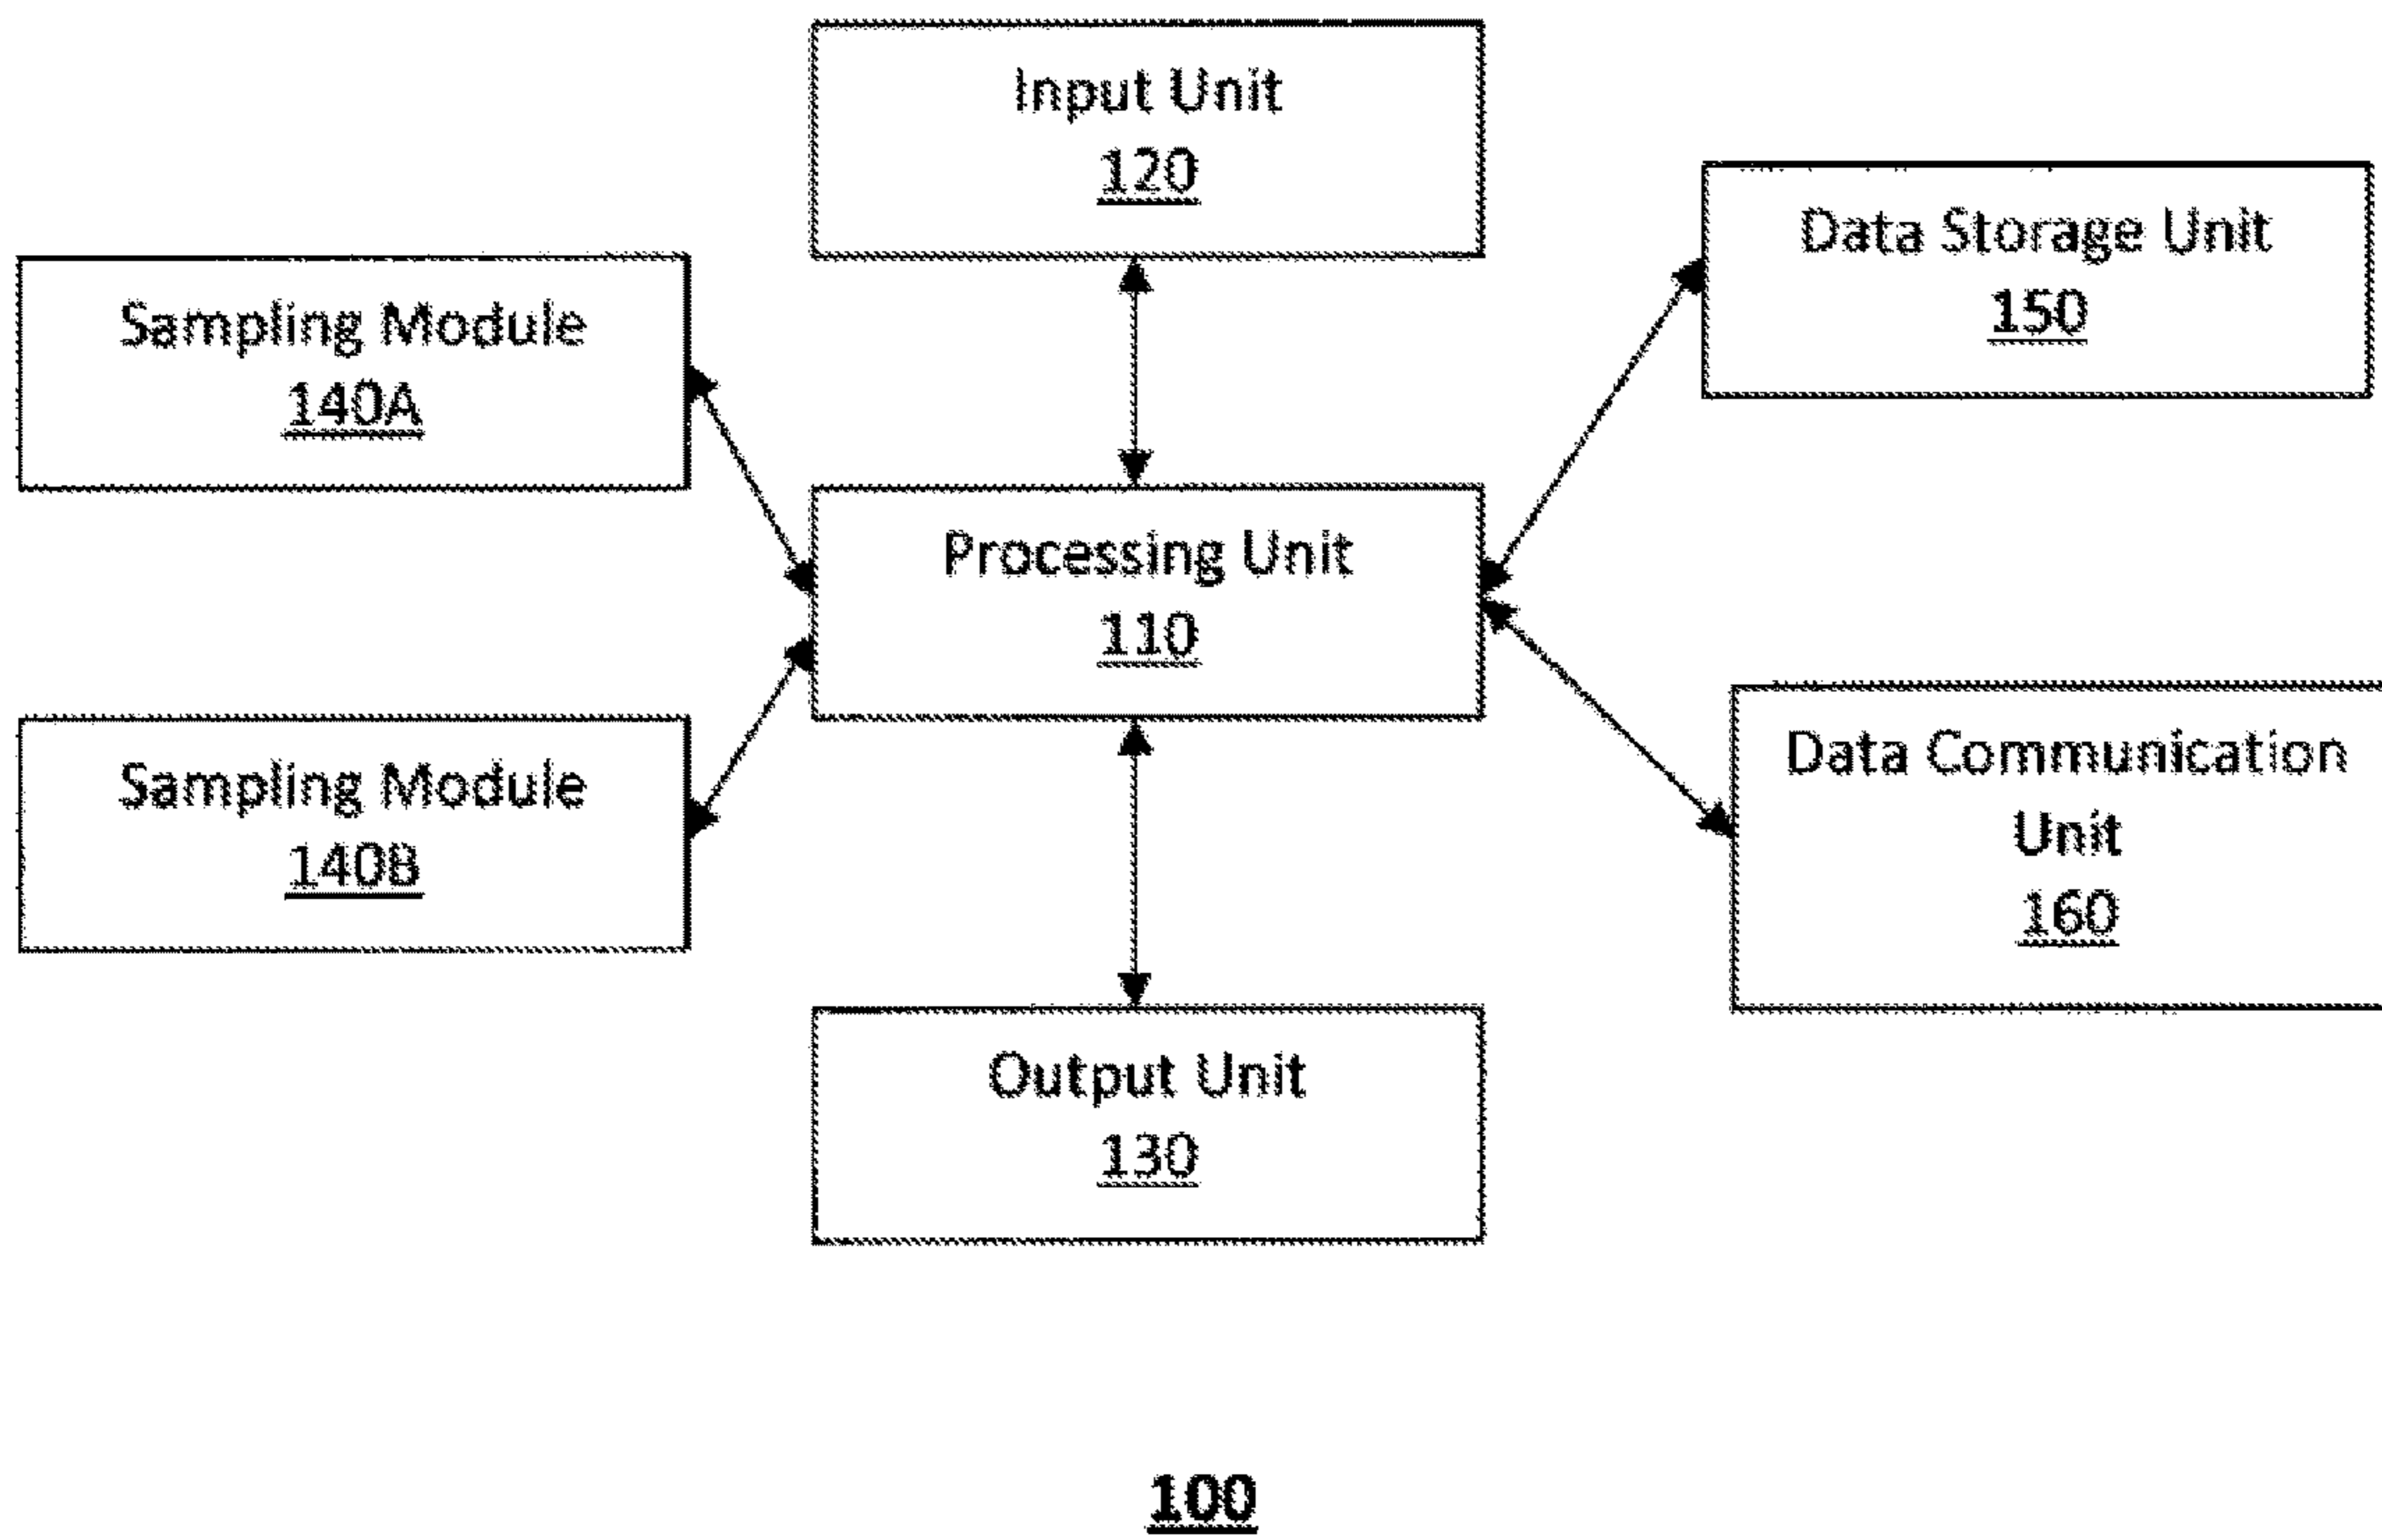 Input Unit
120
Data Storage Unit
150
Sampling Module
140A
Processing Unit
110
Sampling Module
140B
Data Communication
Unit
160
Output Unit
130
100